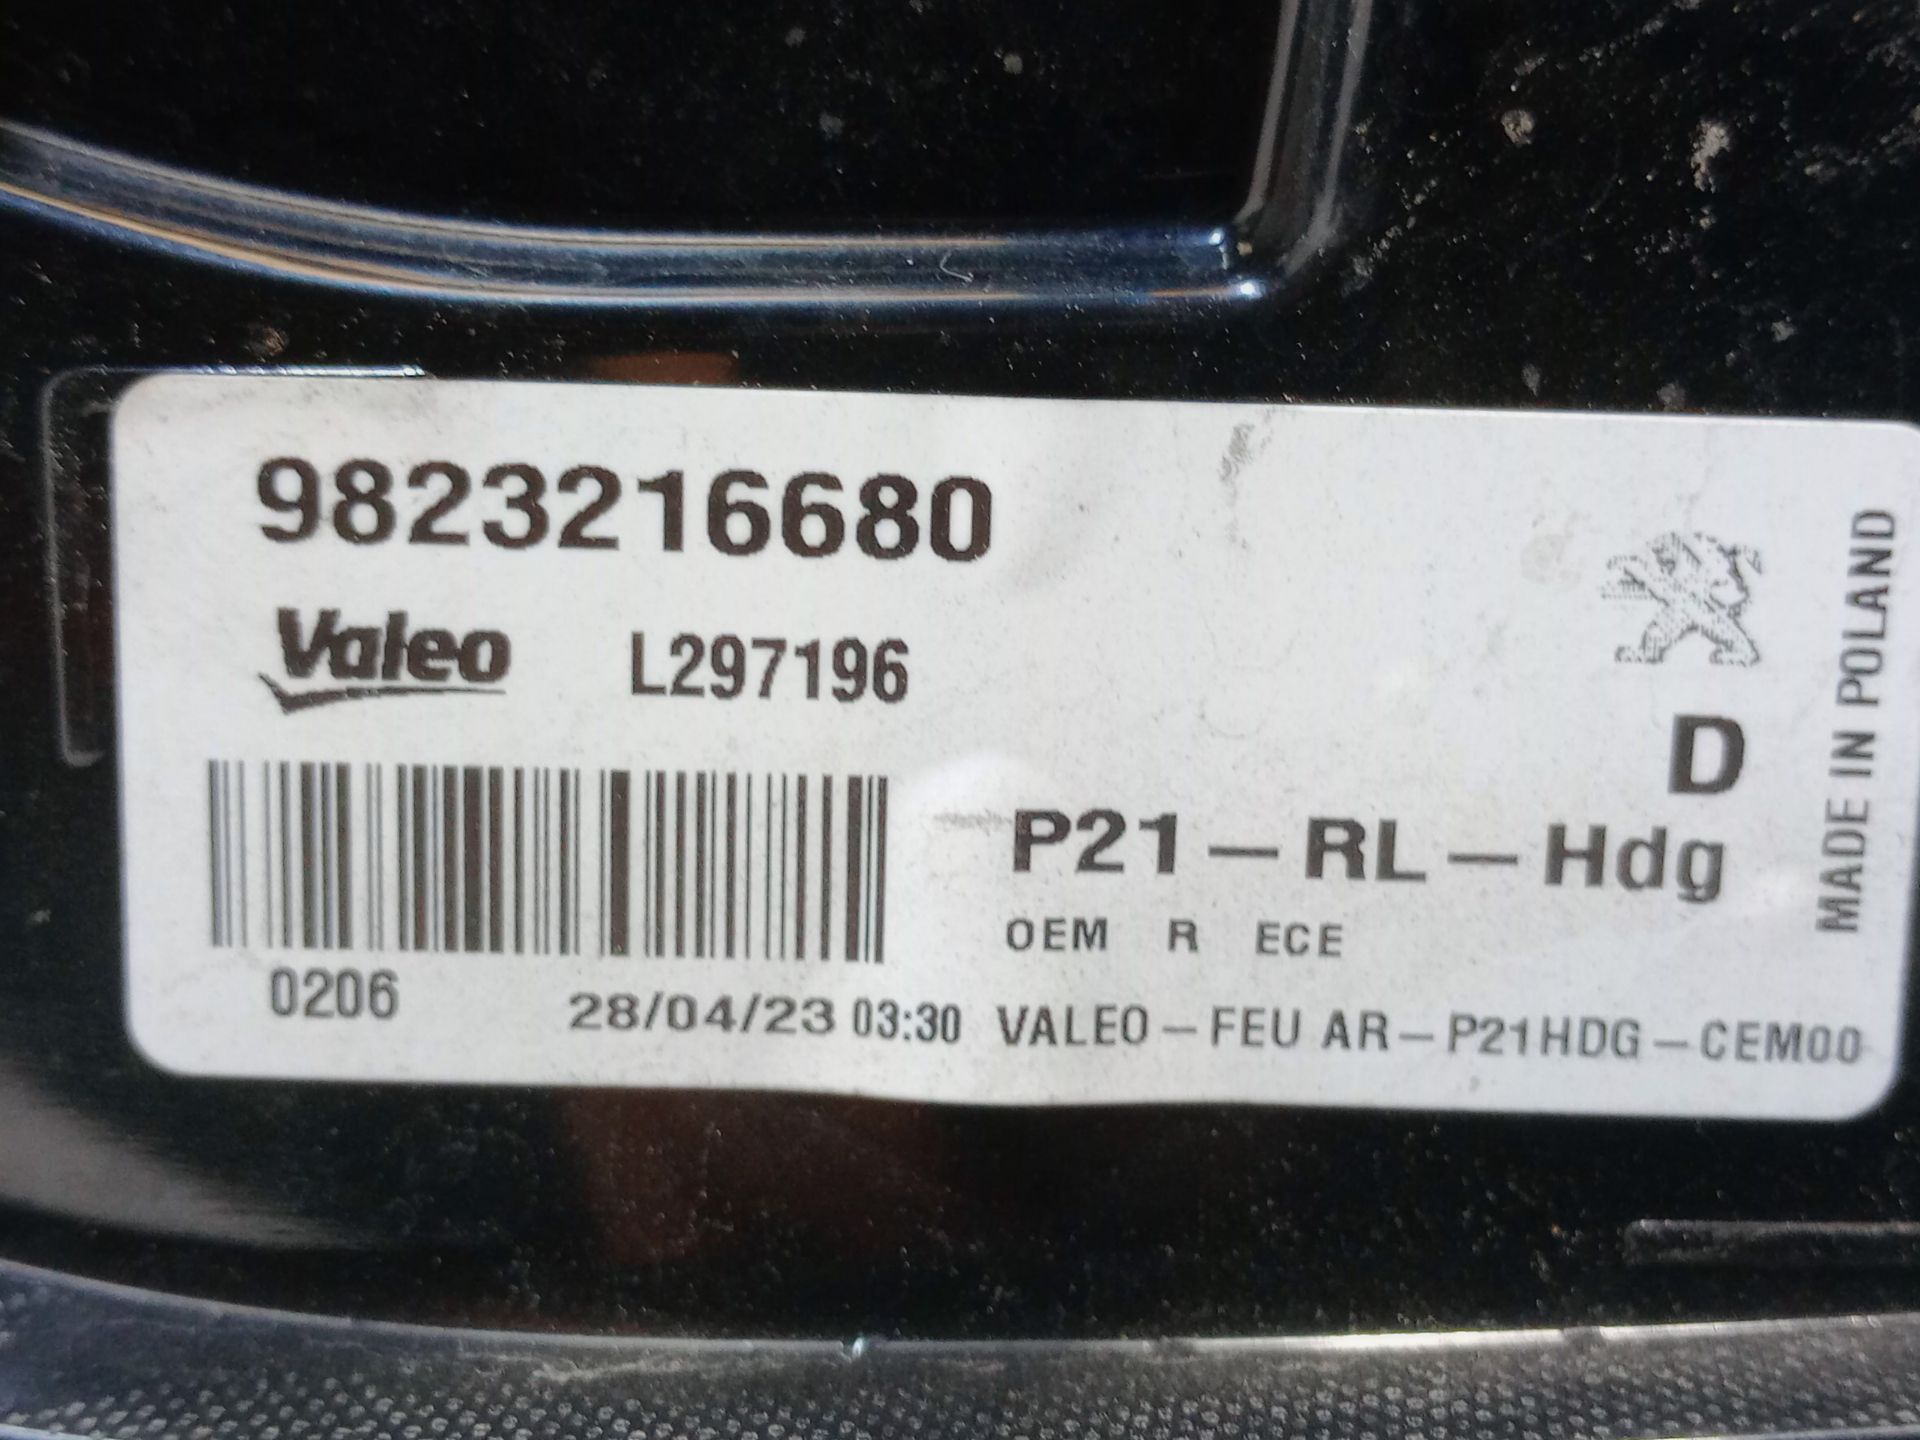 9823216680
Valeo L297196
D
P21-RL-Hdg
OEM R ECE
0206 28/04/23 03:30 VALEO-FEU AR-P21HDG-CEM00
MADE IN POLAND